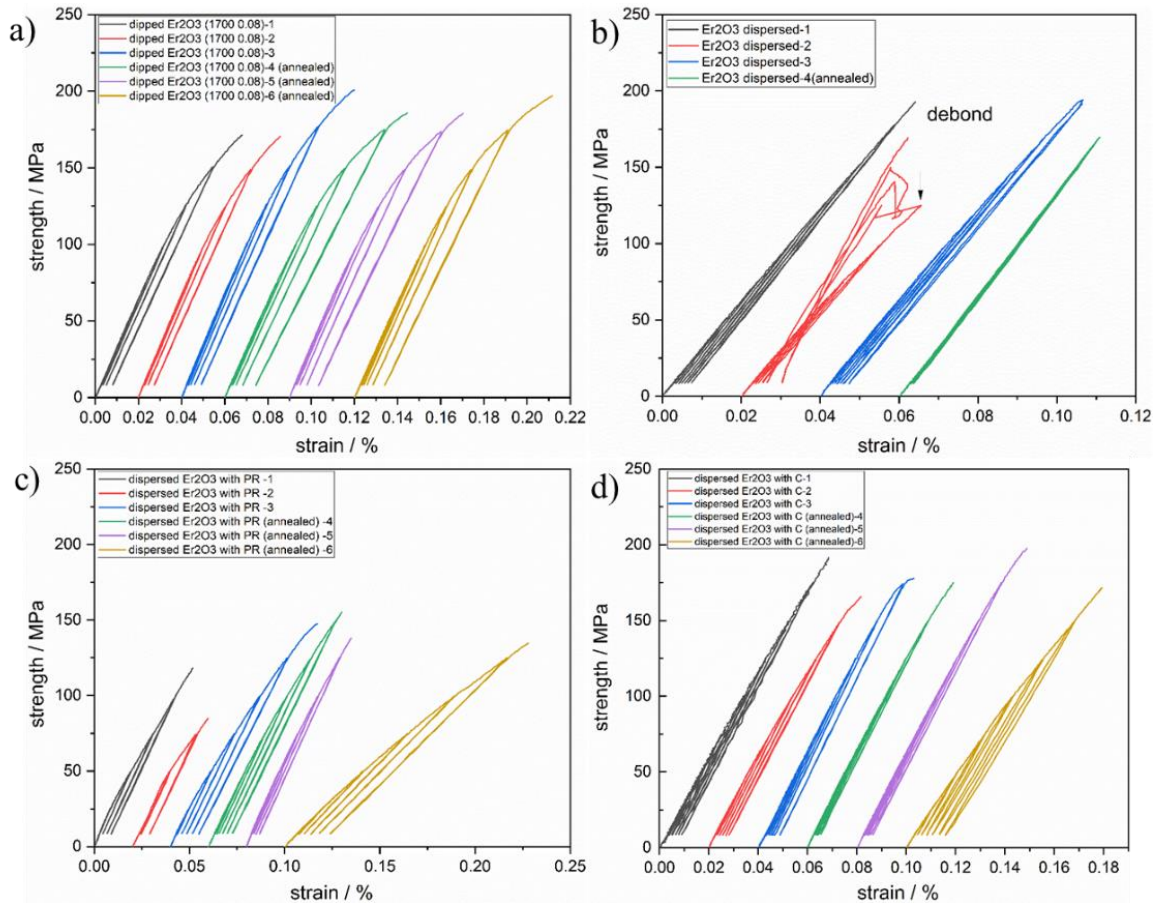 a)
250
200
150
100
50
0
strength / MPa
dipped Er2O3 (1700 0.08)-1
dipped Er2O3 (1700 0.08)-2
dipped Er2O3 (1700 0.08)-3
dipped Er2O3 (1700 0.08)-4 (annealed)
dipped Er2O3 (1700 0.08)-5 (annealed)
dipped Er2O3 (1700 0.08)-6 (annealed)
0.00 0.02 0.04 0.06 0.08 0.10 0.12 0.14 0.16 0.18 0.20 0.22
strain / %
b)
250
200
150
100
50
0
strength / MPa
Er2O3 dispersed-1
Er2O3 dispersed-2
Er2O3 dispersed-3
Er2O3 dispersed-4(annealed)
debond
0.00 0.02 0.04 0.06 0.08 0.10 0.12
strain / %
c)
250
200
150
100
50
0
strength / MPa
dispersed Er2O3 with PR -1
dispersed Er2O3 with PR -2
dispersed Er2O3 with PR -3
dispersed Er2O3 with PR (annealed) -4
dispersed Er2O3 with PR (annealed) -5
dispersed Er2O3 with PR (annealed) -6
0.00 0.05 0.10 0.15 0.20 0.25
strain / %
d)
250
200
150
100
50
0
strength / MPa
dispersed Er2O3 with C-1
dispersed Er2O3 with C-2
dispersed Er2O3 with C-3
dispersed Er2O3 with C (annealed)-4
dispersed Er2O3 with C (annealed)-5
dispersed Er2O3 with C (annealed)-6
0.00 0.02 0.04 0.06 0.08 0.10 0.12 0.14 0.16 0.18
strain / %